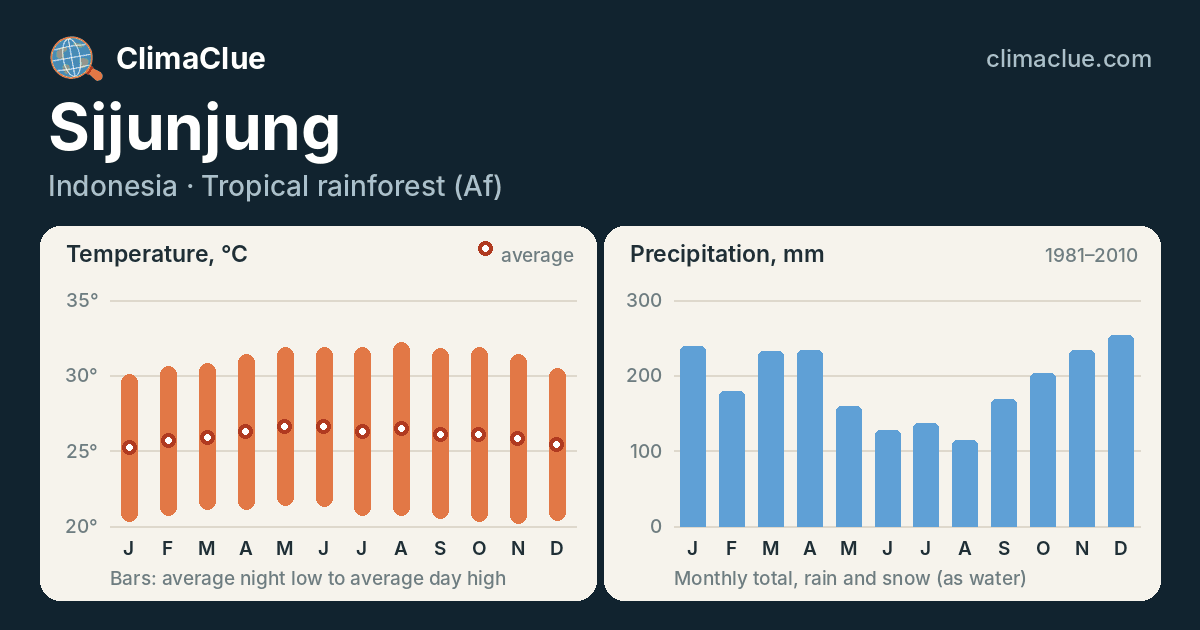 ClimaClue
climaclue.com
Sijunjung
Indonesia · Tropical rainforest (Af)
Temperature, °C
average
35°
30°
25°
20°
J F M A M J J A S O N D
Bars: average night low to average day high
Precipitation, mm
1981–2010
300
200
100
0
J F M A M J J A S O N D
Monthly total, rain and snow (as water)